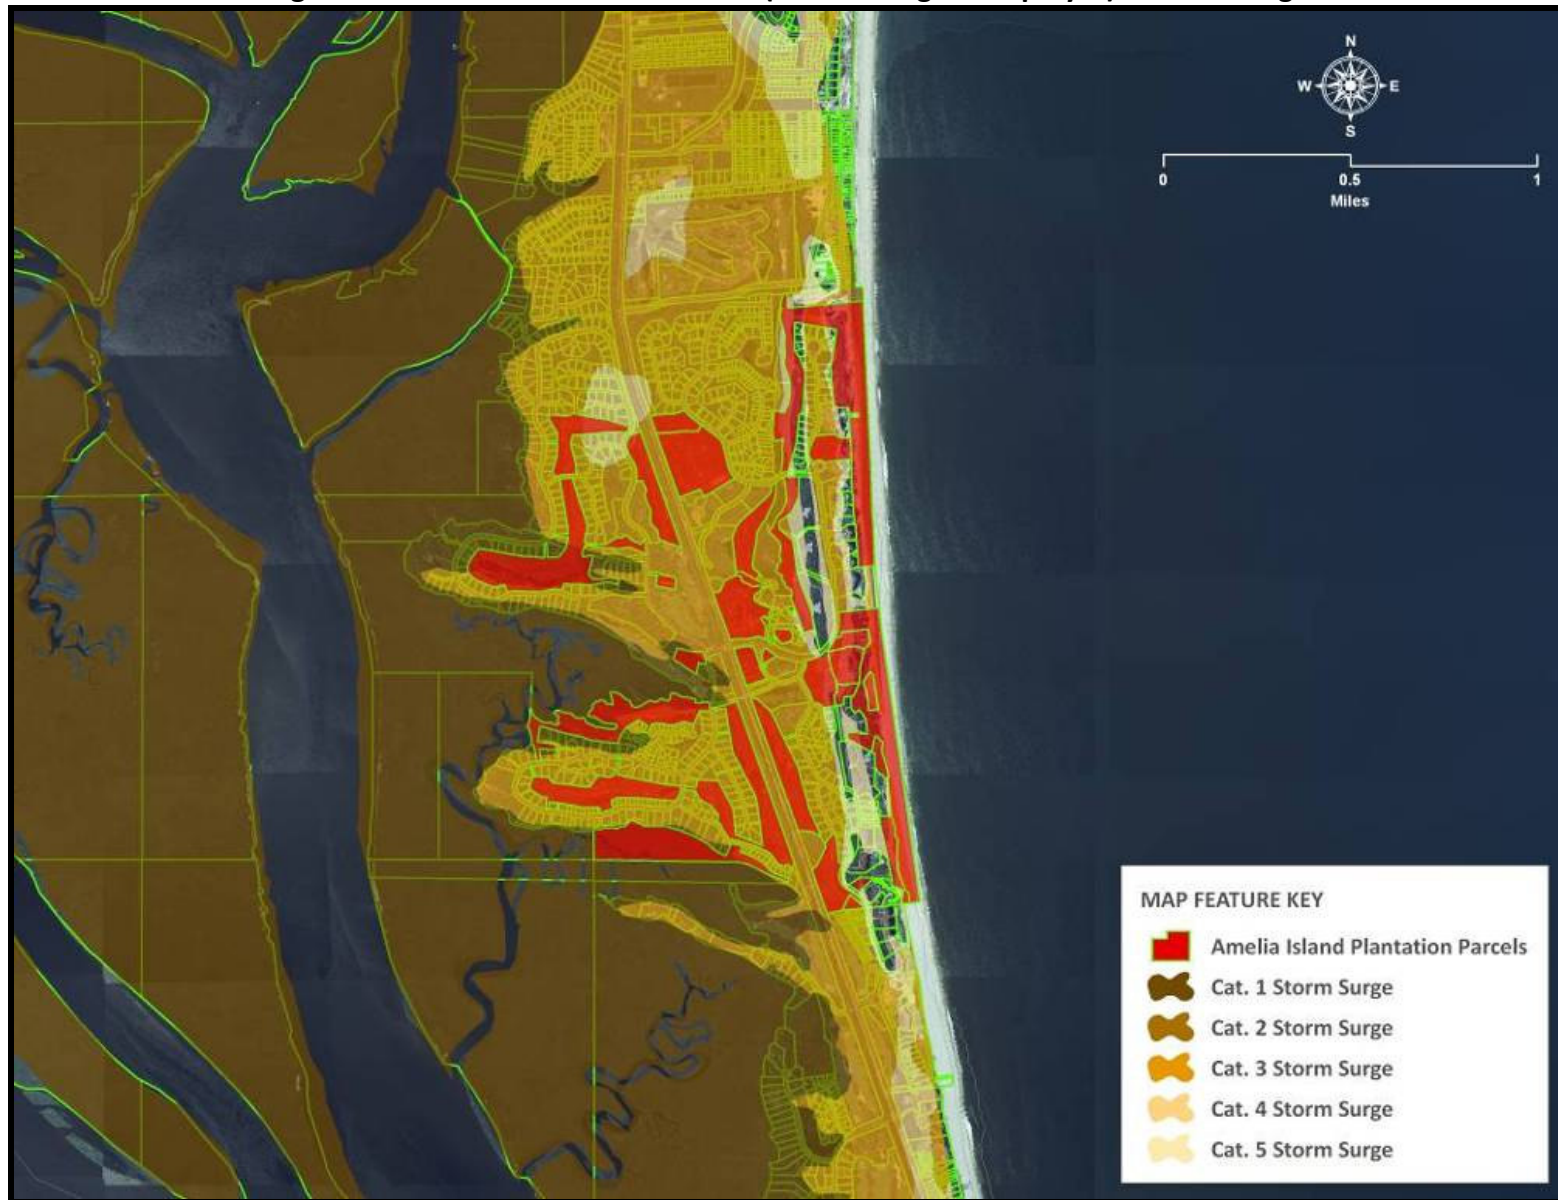 N
W E
S
0 0.5 1
Miles
MAP FEATURE KEY
Amelia Island Plantation Parcels
Cat. 1 Storm Surge
Cat. 2 Storm Surge
Cat. 3 Storm Surge
Cat. 4 Storm Surge
Cat. 5 Storm Surge